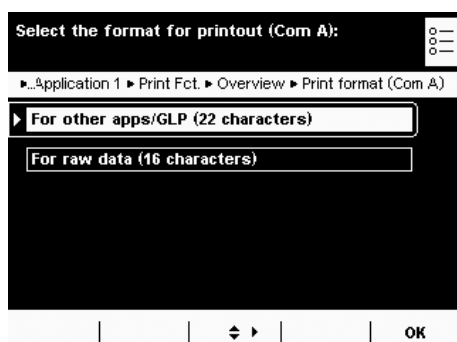 Select the format for printout (Com A):
▸...Application 1 ▸ Print Fct. ▸ Overview ▸ Print format (Com A)
For other apps/GLP (22 characters)
For raw data (16 characters)
OK